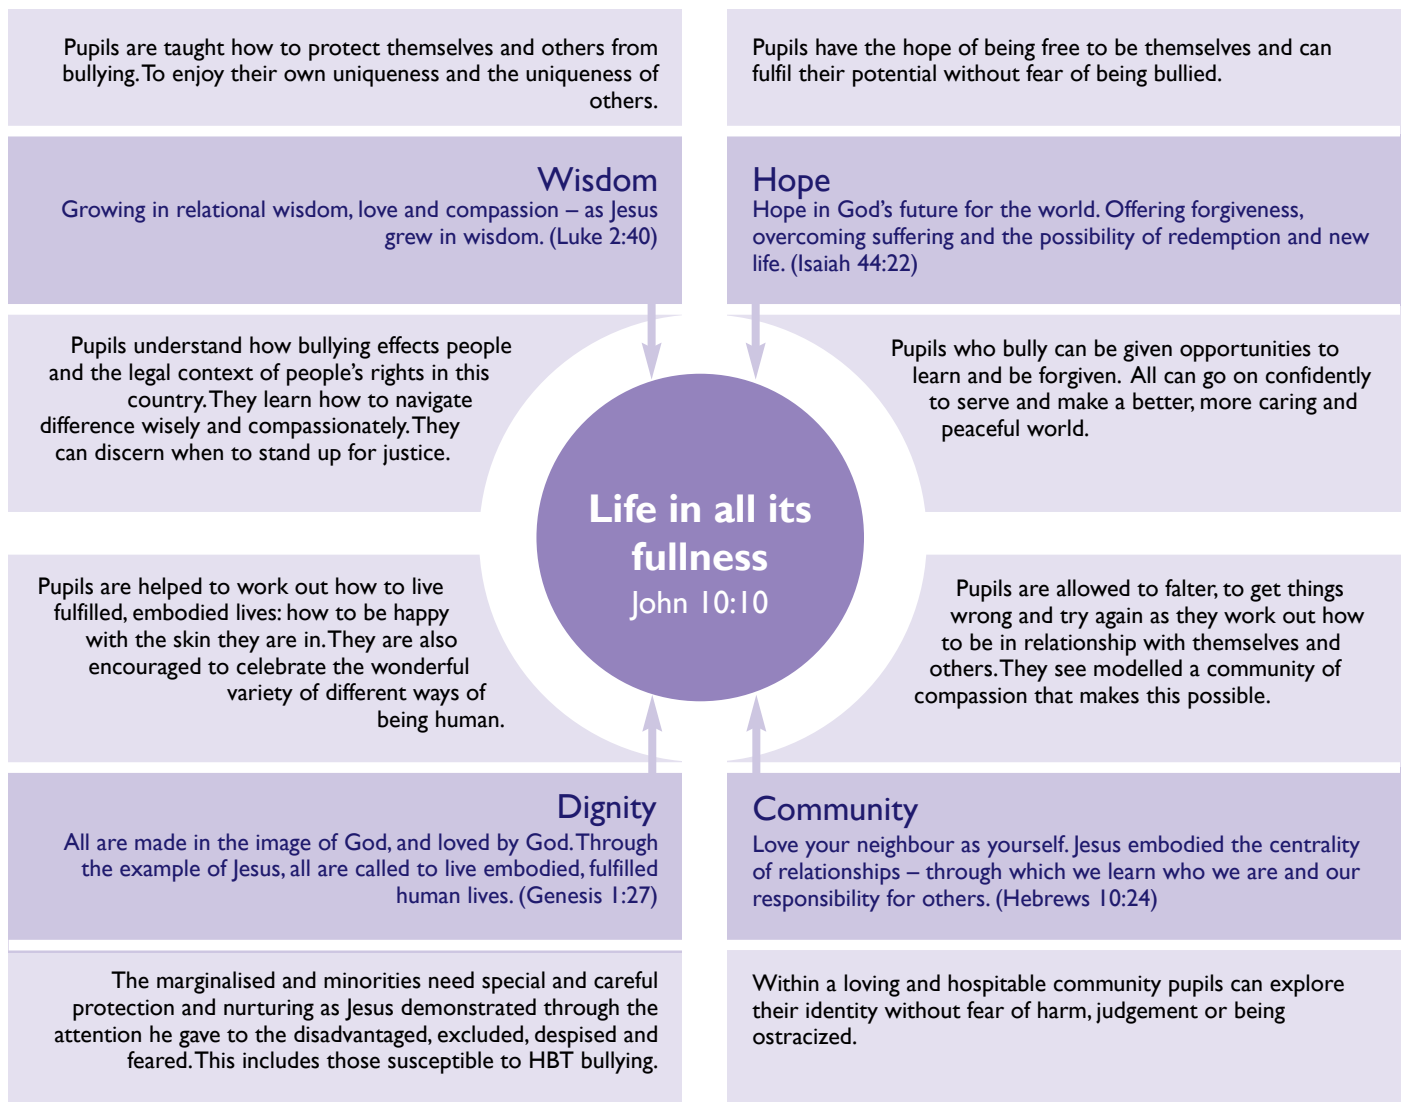 Pupils are taught how to protect themselves and others from
bullying. To enjoy their own uniqueness and the uniqueness of
others.
Wisdom
Growing in relational wisdom, love and compassion – as Jesus
grew in wisdom. (Luke 2:40)
Pupils understand how bullying effects people
and the legal context of people’s rights in this
country. They learn how to navigate
difference wisely and compassionately. They
can discern when to stand up for justice.
Pupils have the hope of being free to be themselves and can
fulfil their potential without fear of being bullied.
Hope
Hope in God’s future for the world. Offering forgiveness,
overcoming suffering and the possibility of redemption and new
life. (Isaiah 44:22)
Pupils who bully can be given opportunities to
learn and be forgiven. All can go on confidently
to serve and make a better, more caring and
peaceful world.
Life in all its
fullness
John 10:10
Pupils are helped to work out how to live
fulfilled, embodied lives: how to be happy
with the skin they are in. They are also
encouraged to celebrate the wonderful
variety of different ways of
being human.
Dignity
All are made in the image of God, and loved by God. Through
the example of Jesus, all are called to live embodied, fulfilled
human lives. (Genesis 1:27)
The marginalised and minorities need special and careful
protection and nurturing as Jesus demonstrated through the
attention he gave to the disadvantaged, excluded, despised and
feared. This includes those susceptible to HBT bullying.
Pupils are allowed to falter, to get things
wrong and try again as they work out how
to be in relationship with themselves and
others. They see modelled a community of
compassion that makes this possible.
Community
Love your neighbour as yourself. Jesus embodied the centrality
of relationships – through which we learn who we are and our
responsibility for others. (Hebrews 10:24)
Within a loving and hospitable community pupils can explore
their identity without fear of harm, judgement or being
ostracized.